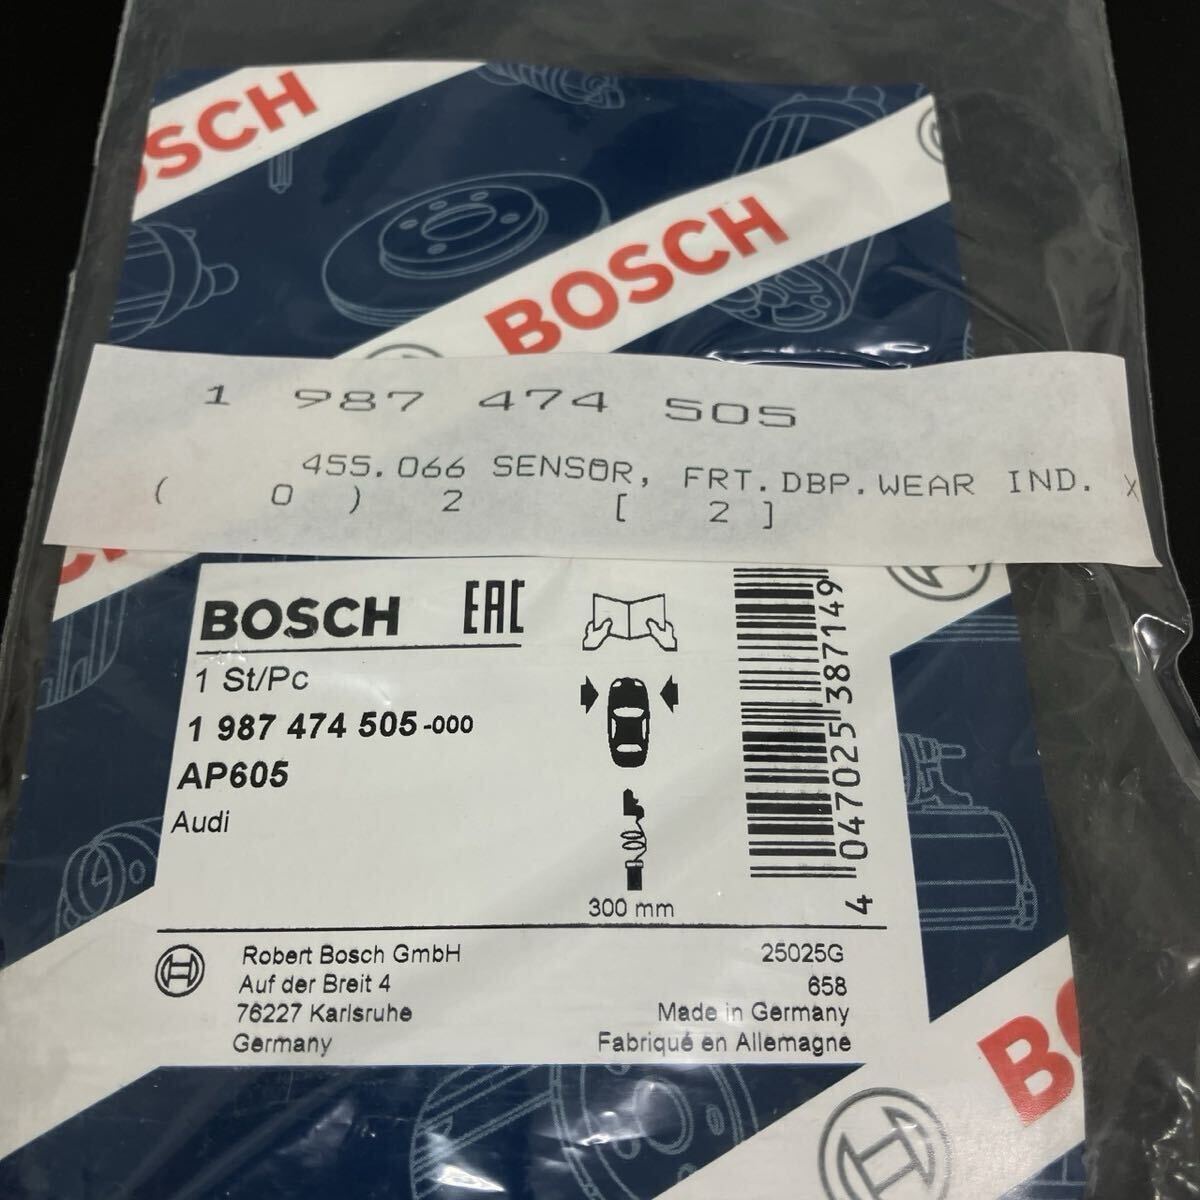 BOSCH
BOSCH
1 987 474 505
455.066 SENSOR, FRT.DBP.WEAR IND. X
( 0 ) 2 [ 2 ]
BOSCH EAC
1 St/Pc
1 987 474 505-000
AP605
Audi
300 mm
4 047025 387149
Robert Bosch GmbH
Auf der Breit 4
76227 Karlsruhe
Germany
25025G
658
Made in Germany
Fabriqué en Allemagne